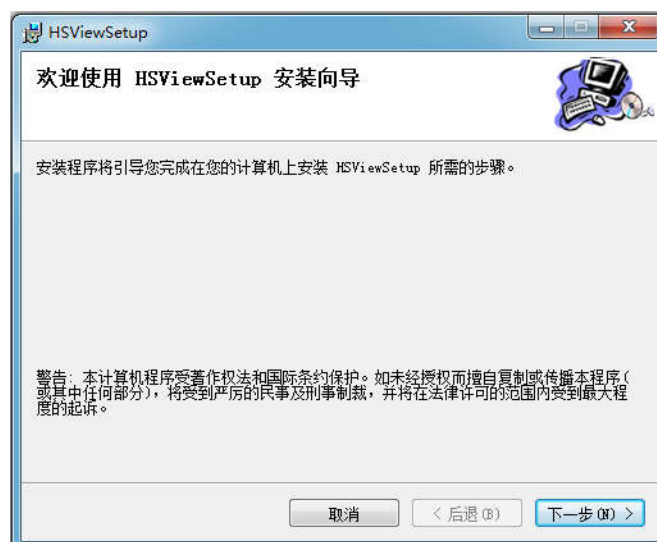 HSViewSetup
欢迎使用 HSViewSetup 安装向导
安装程序将引导您完成在您的计算机上安装 HSViewSetup 所需的步骤。
警告: 本计算机程序受著作权法和国际条约保护。如未经授权而擅自复制或传播本程序(
或其中任何部分), 将受到严厉的民事及刑事制裁, 并将在法律许可的范围内受到最大程
度的起诉。
取消
< 后退(B)
下一步(N) >